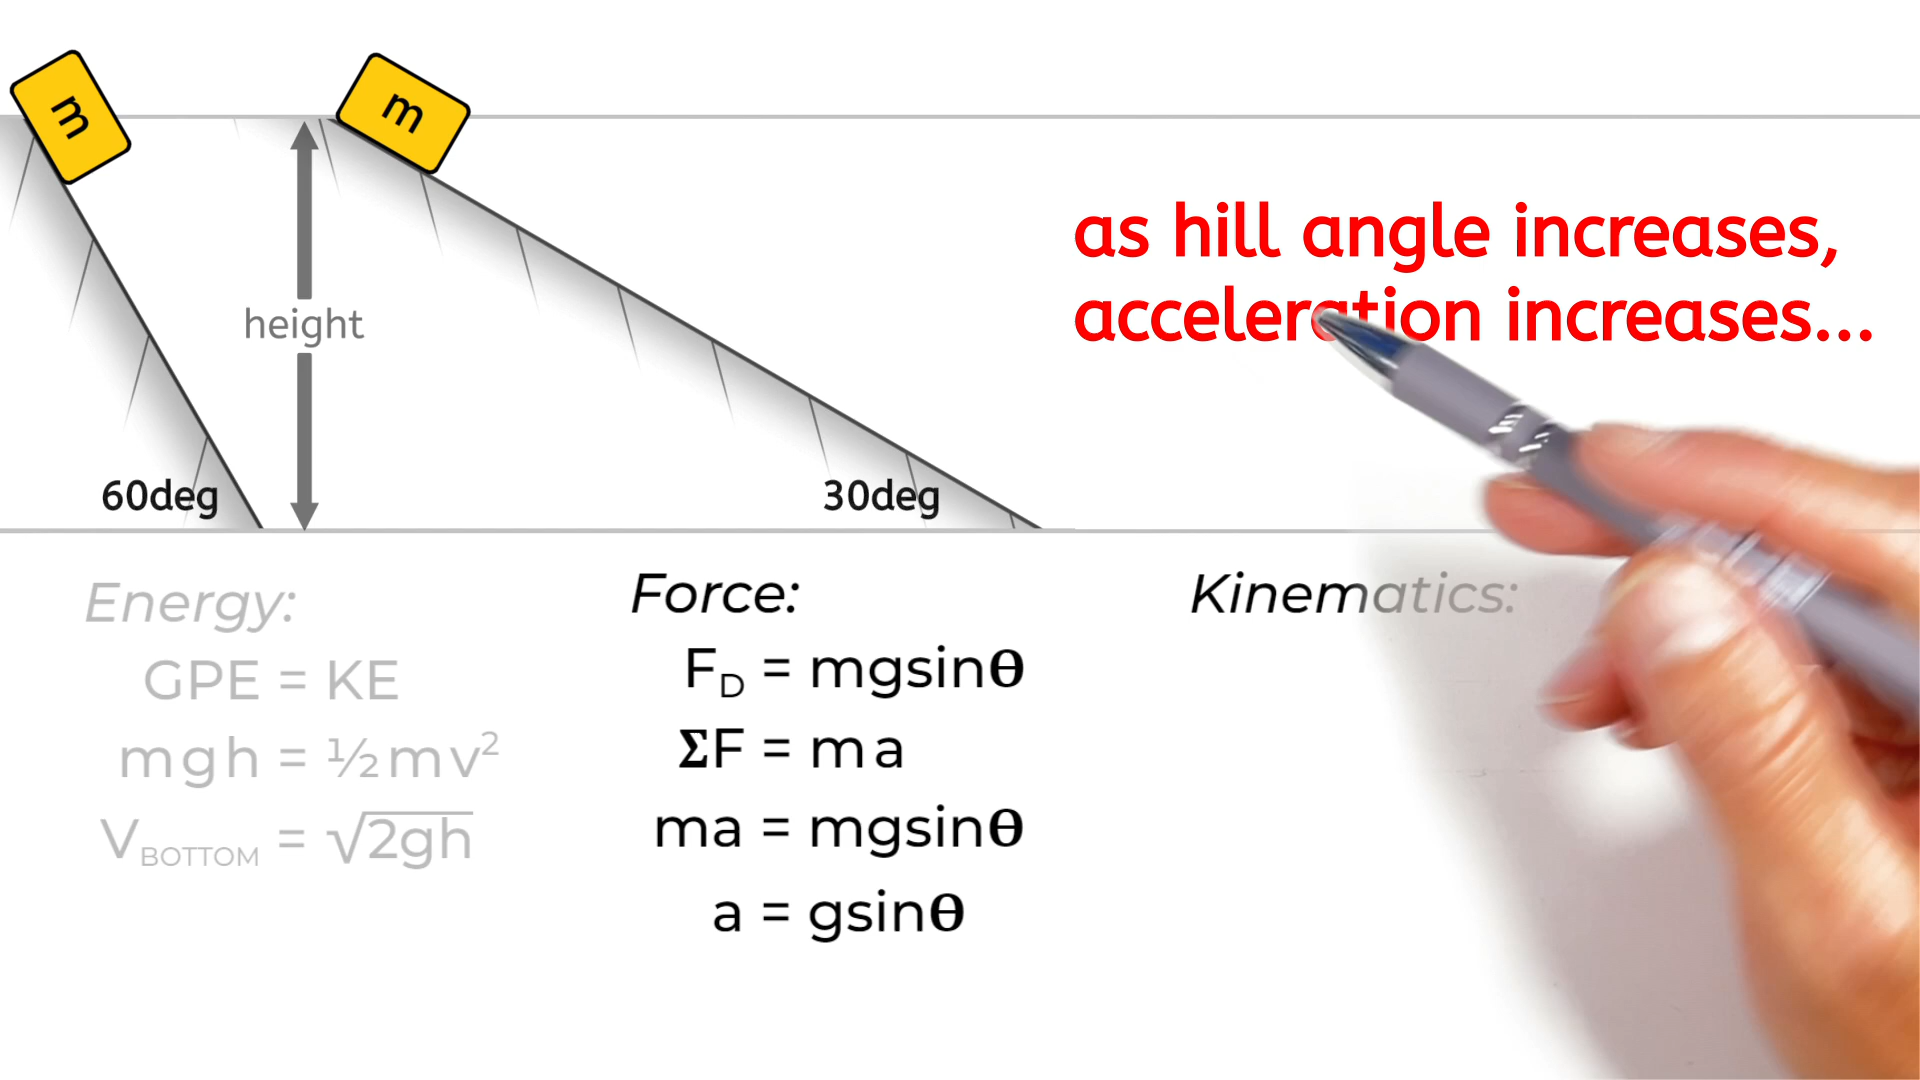 m
m
as hill angle increases,
acceleration increases...
height
60deg
30deg
Energy:
GPE = KE
mgh = ½mv²
V_BOTTOM = √2gh
Force:
F_D = mgsinθ
ΣF = ma
ma = mgsinθ
a = gsinθ
Kinematics: